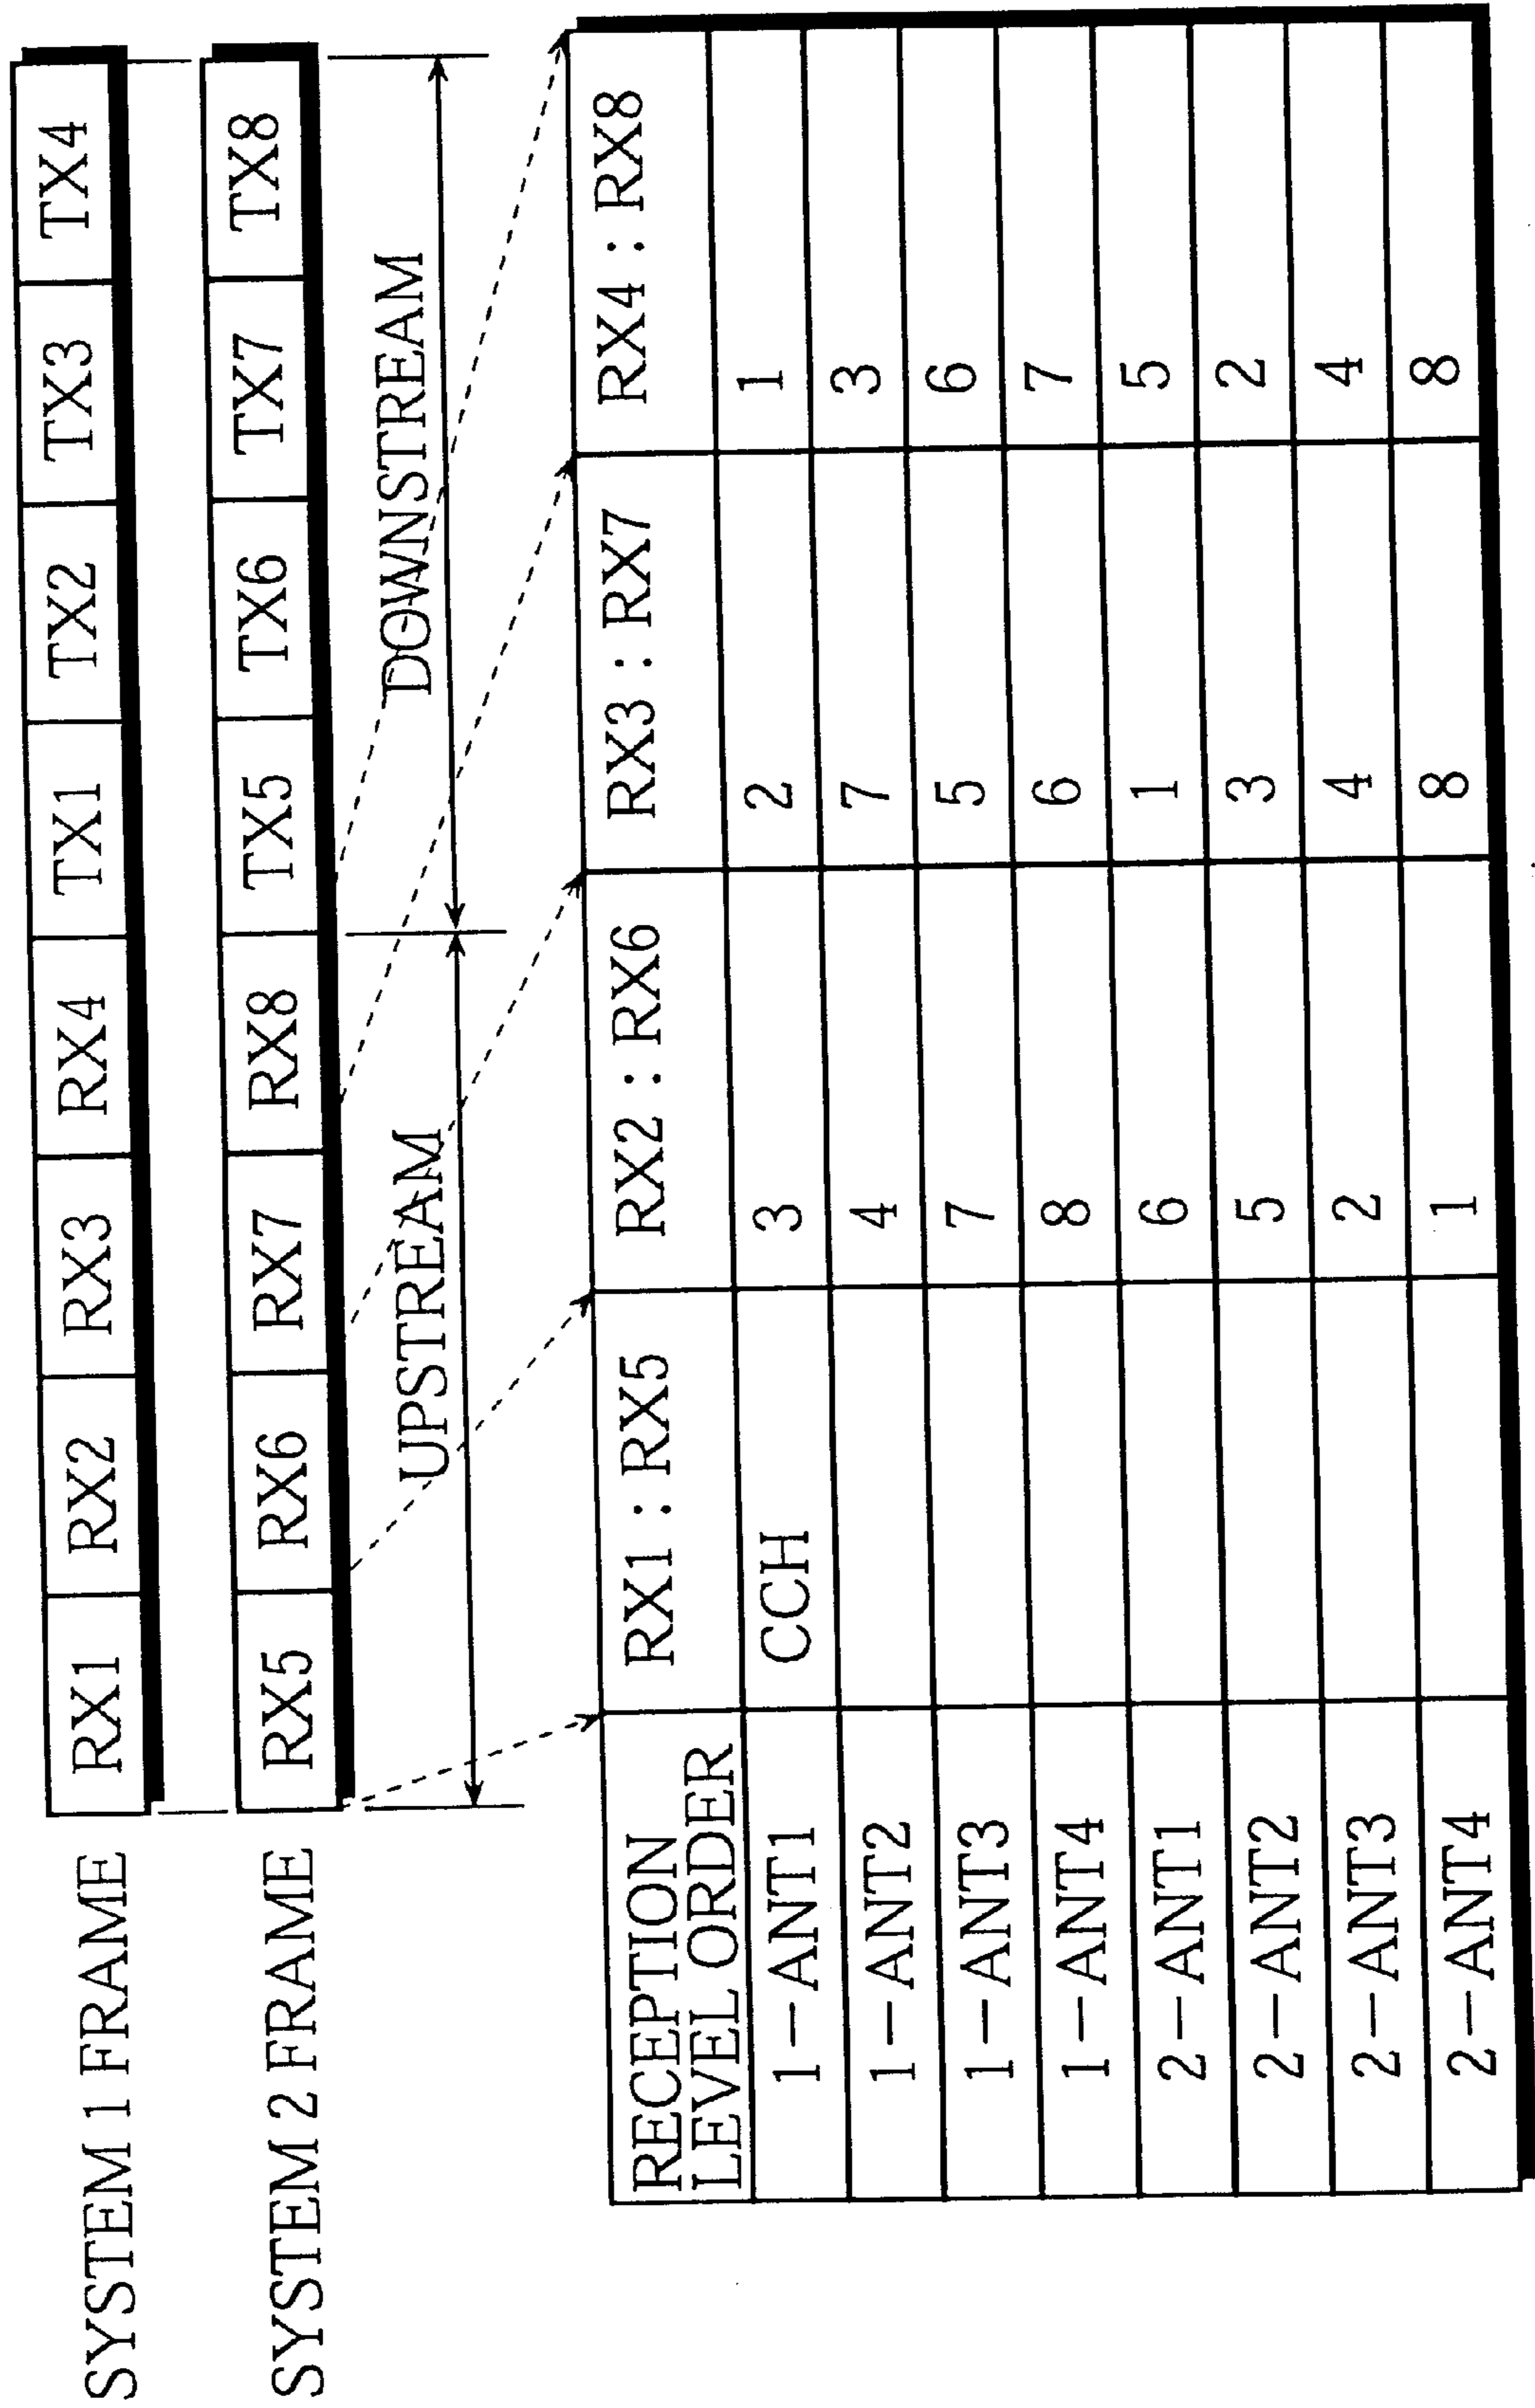 SYSTEM 1 FRAME RX1 RX2 RX3 RX4 TX1 TX2 TX3 TX4
SYSTEM 2 FRAME RX5 RX6 RX7 RX8 TX5 TX6 TX7 TX8
UPSTREAM DOWNSTREAM
RECEPTION
LEVEL ORDER RX1 : RX5 RX2 : RX6 RX3 : RX7 RX4 : RX8
1-ANT1 CCH 3 2 1
1-ANT2 4 7 3
1-ANT3 7 5 6
1-ANT4 8 6 7
2-ANT1 6 1 5
2-ANT2 5 3 2
2-ANT3 2 4 4
2-ANT4 1 8 8